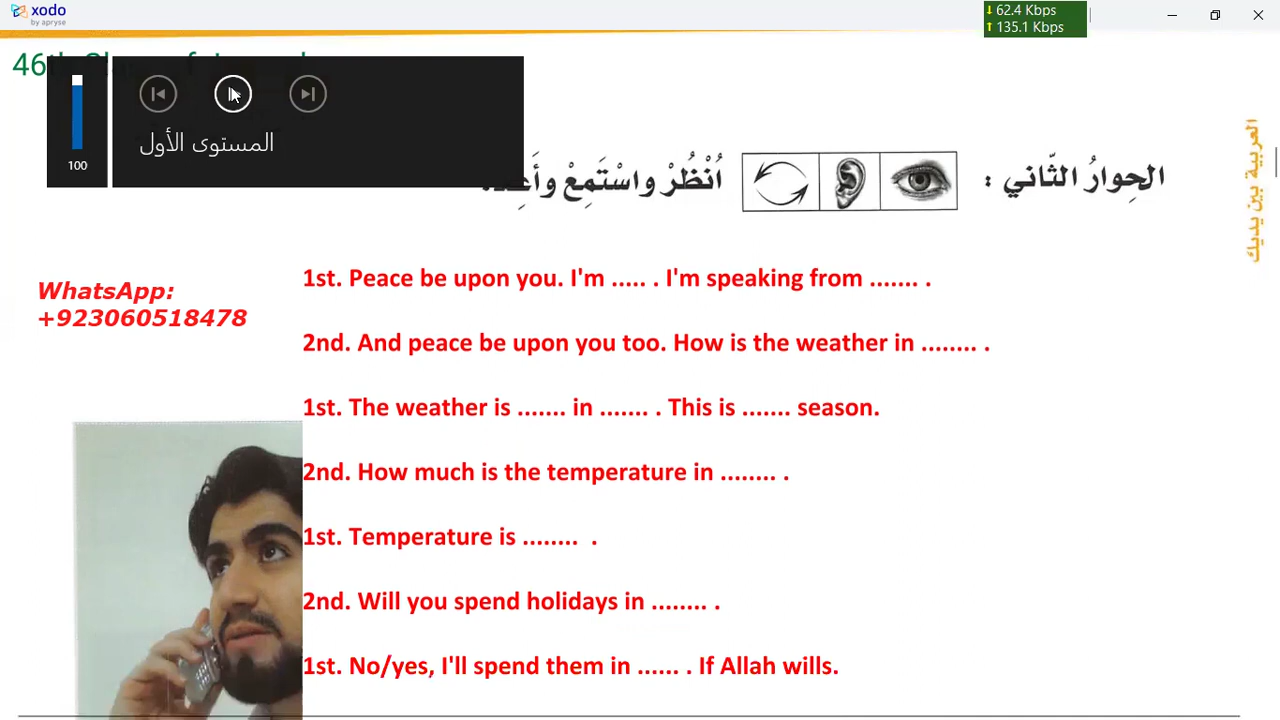 xodo
by apryse
↓ 62.4 Kbps
↑ 135.1 Kbps
46th
المستوى الأول
100
الحِوارُ الثّاني :
اُنْظُرْ واسْتَمِعْ
العربية بين يديك
WhatsApp:
+923060518478
1st. Peace be upon you. I'm ..... . I'm speaking from ....... .
2nd. And peace be upon you too. How is the weather in ........ .
1st. The weather is ....... in ....... . This is ....... season.
2nd. How much is the temperature in ........ .
1st. Temperature is ........ .
2nd. Will you spend holidays in ........ .
1st. No/yes, I'll spend them in ...... . If Allah wills.